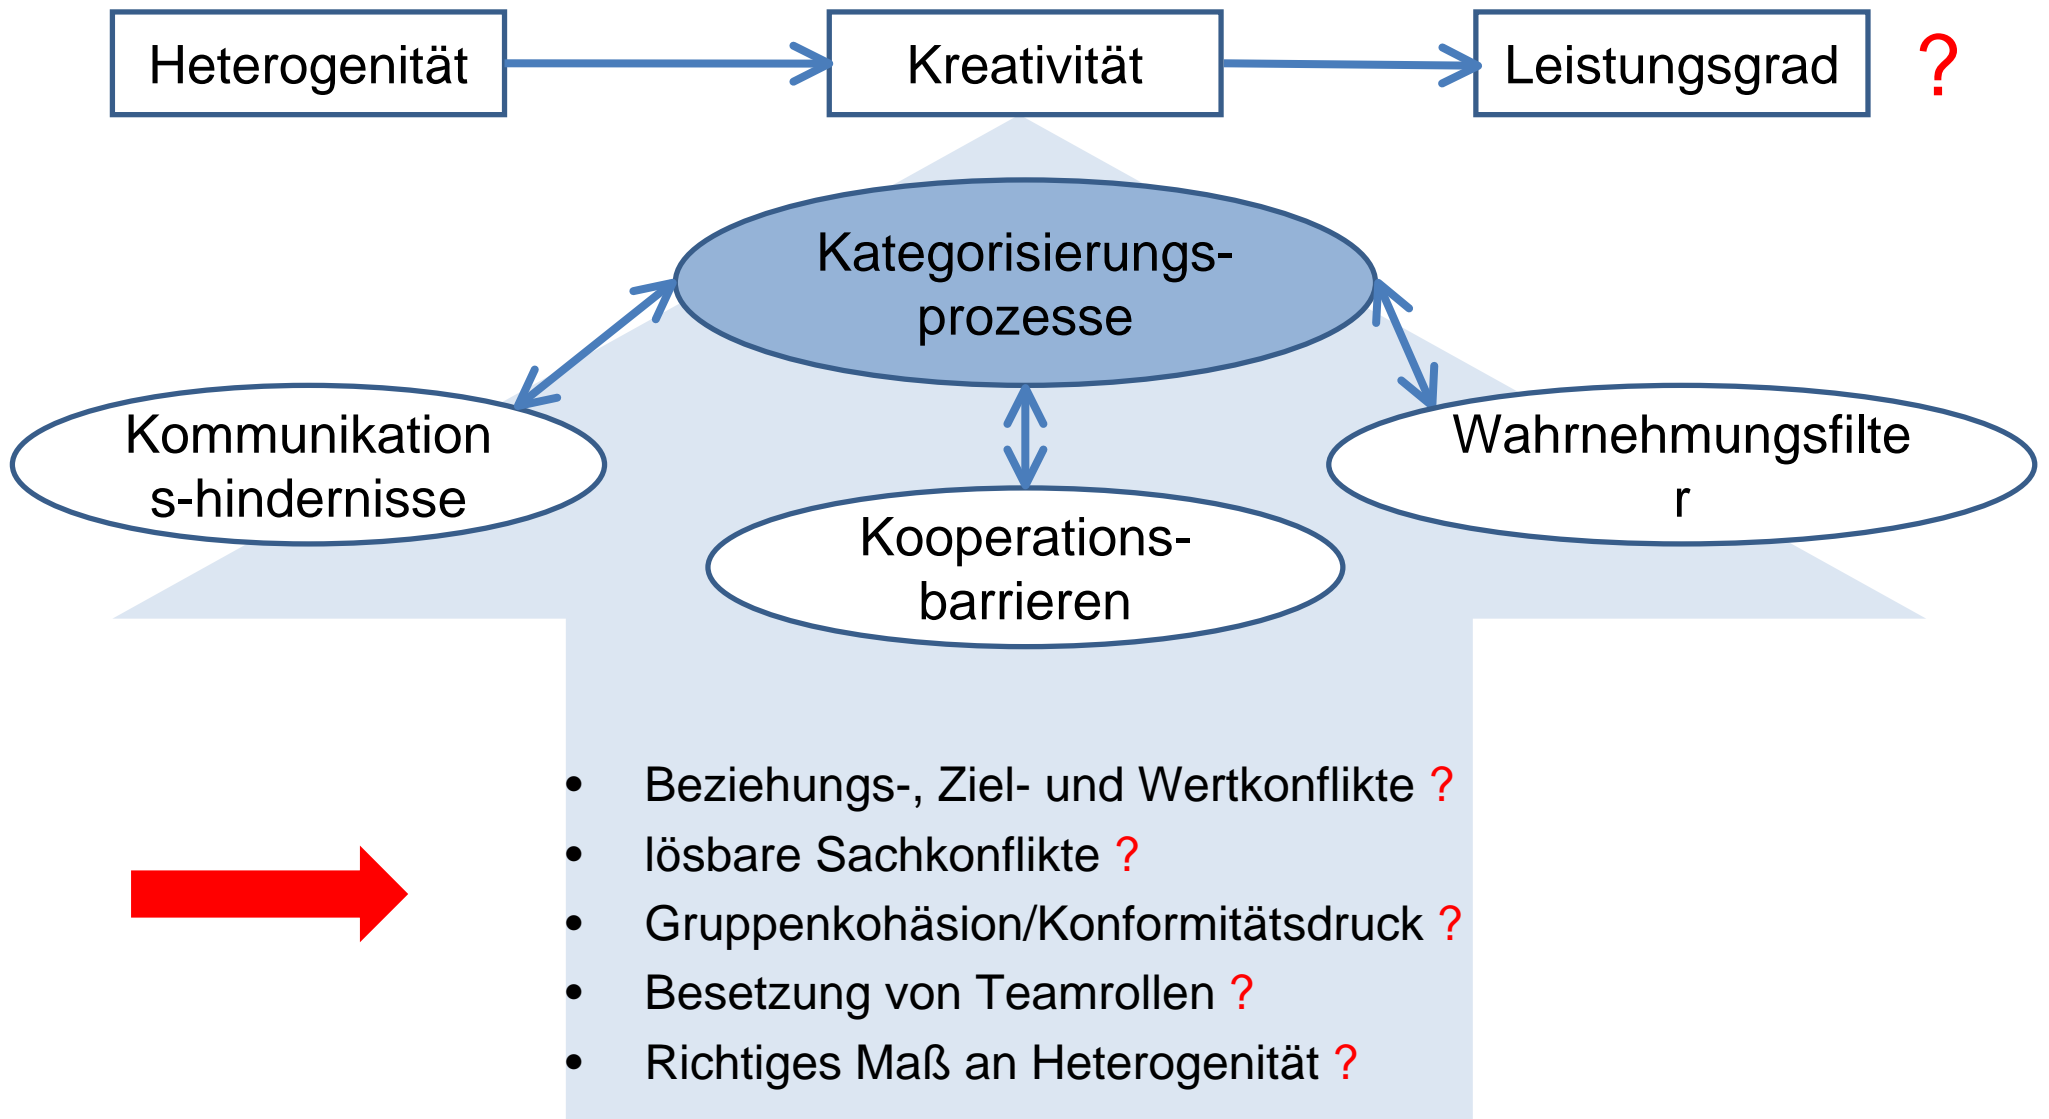 Heterogenität
Kreativität
Leistungsgrad
?
Kategorisierungs-
prozesse
Kommunikation
s-hindernisse
Wahrnehmungsfilte
r
Kooperations-
barrieren
• Beziehungs-, Ziel- und Wertkonflikte ?
• lösbare Sachkonflikte ?
• Gruppenkohäsion/Konformitätsdruck ?
• Besetzung von Teamrollen ?
• Richtiges Maß an Heterogenität ?